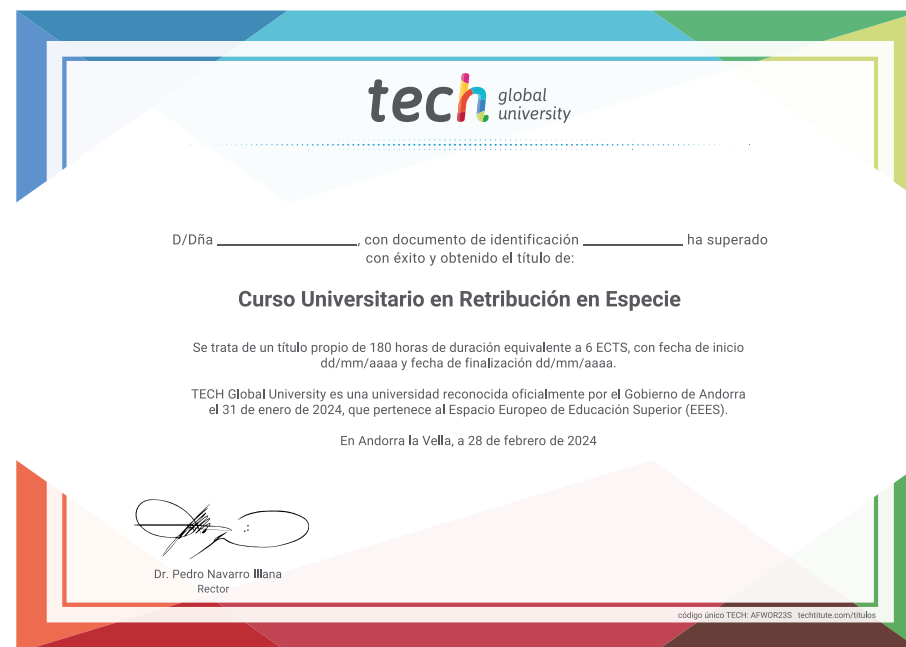 tech global university
D/Dña ____________, con documento de identificación ____________ ha superado
con éxito y obtenido el título de:
Curso Universitario en Retribución en Especie
Se trata de un título propio de 180 horas de duración equivalente a 6 ECTS, con fecha de inicio
dd/mm/aaaa y fecha de finalización dd/mm/aaaa.
TECH Global University es una universidad reconocida oficialmente por el Gobierno de Andorra
el 31 de enero de 2024, que pertenece al Espacio Europeo de Educación Superior (EEES).
En Andorra la Vella, a 28 de febrero de 2024
Dr. Pedro Navarro Illana
Rector
código único TECH: AFWOR23S techtitute.com/titulos